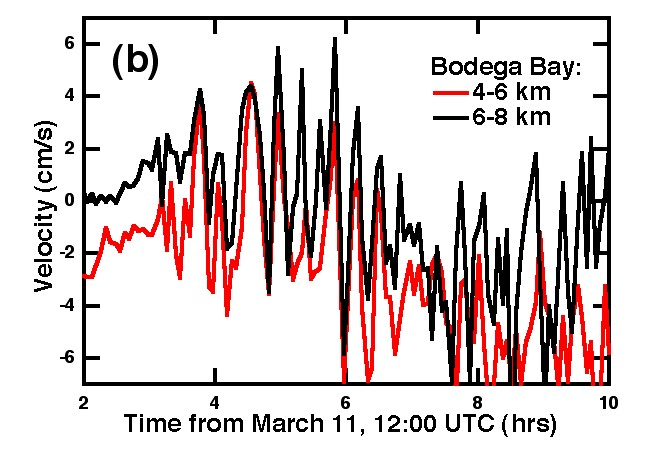 (b)
Bodega Bay:
4-6 km
6-8 km
Velocity (cm/s)
6
4
2
0
-2
-4
-6
2 4 6 8 10
Time from March 11, 12:00 UTC (hrs)